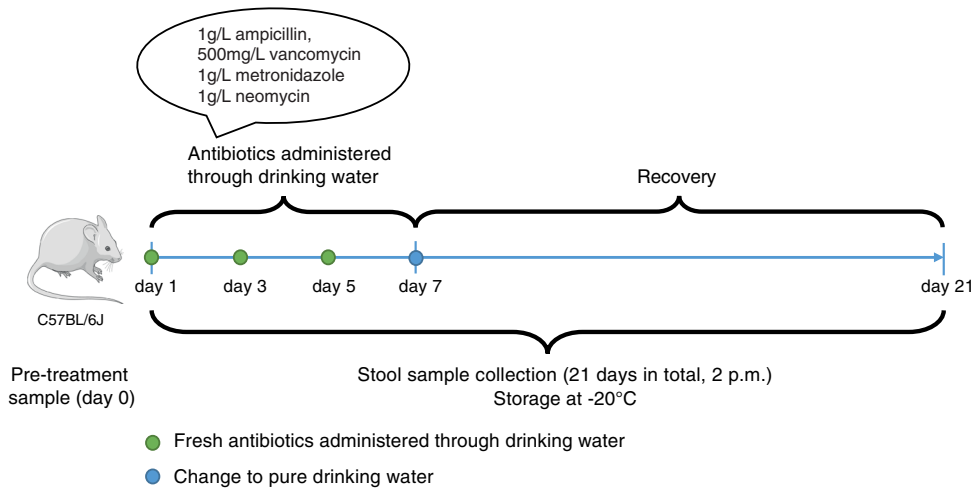 1g/L ampicillin,
500mg/L vancomycin
1g/L metronidazole
1g/L neomycin
Antibiotics administered
through drinking water
Recovery
day 1
day 3
day 5
day 7
day 21
C57BL/6J
Pre-treatment
sample (day 0)
Stool sample collection (21 days in total, 2 p.m.)
Storage at -20°C
Fresh antibiotics administered through drinking water
Change to pure drinking water